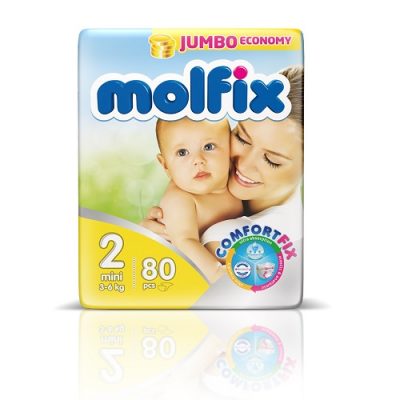 JUMBO ECONOMY
molfix
COMFORTFIX
2
mini
3-6 kg
80
pcs